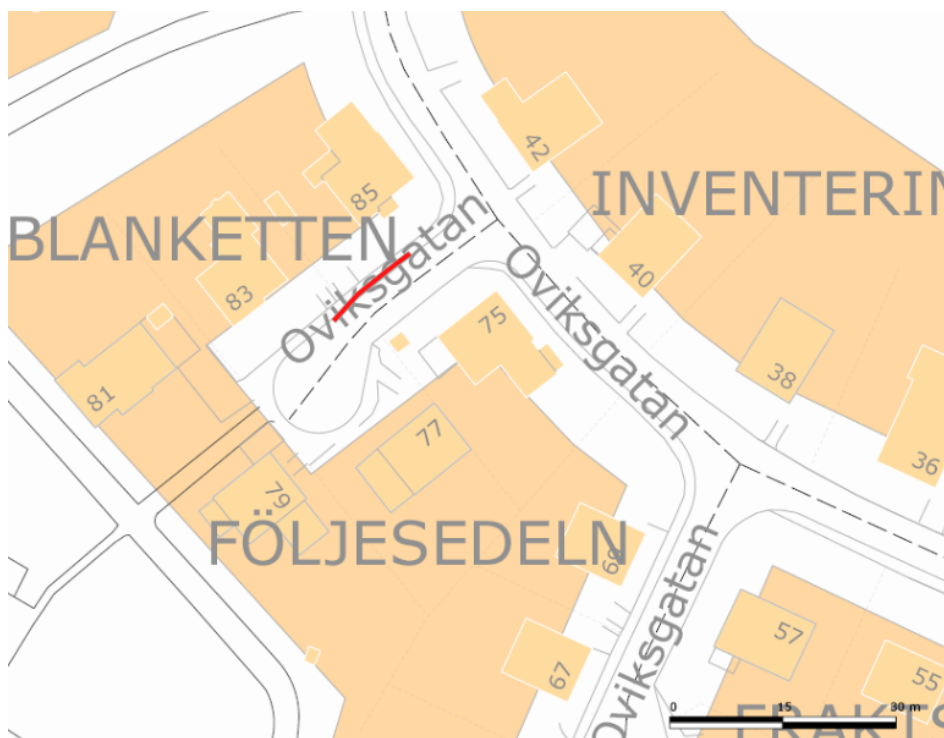 42
85
INVENTERIN
BLANKETTEN
Oviksgatan
40
Oviksgatan
83
75
38
81
77
36
79
FÖLJESEDELN
69
Oviksgatan
57
67
55
0 15 30 m
FRAKTS